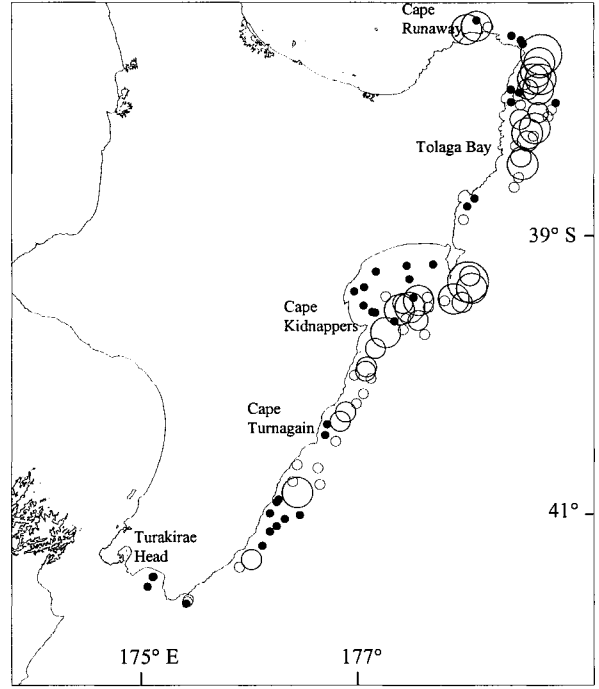 Cape
Runaway
Tolaga Bay
39° S
Cape
Kidnappers
Cape
Turnagain
41°
Turakirae
Head
175° E
177°